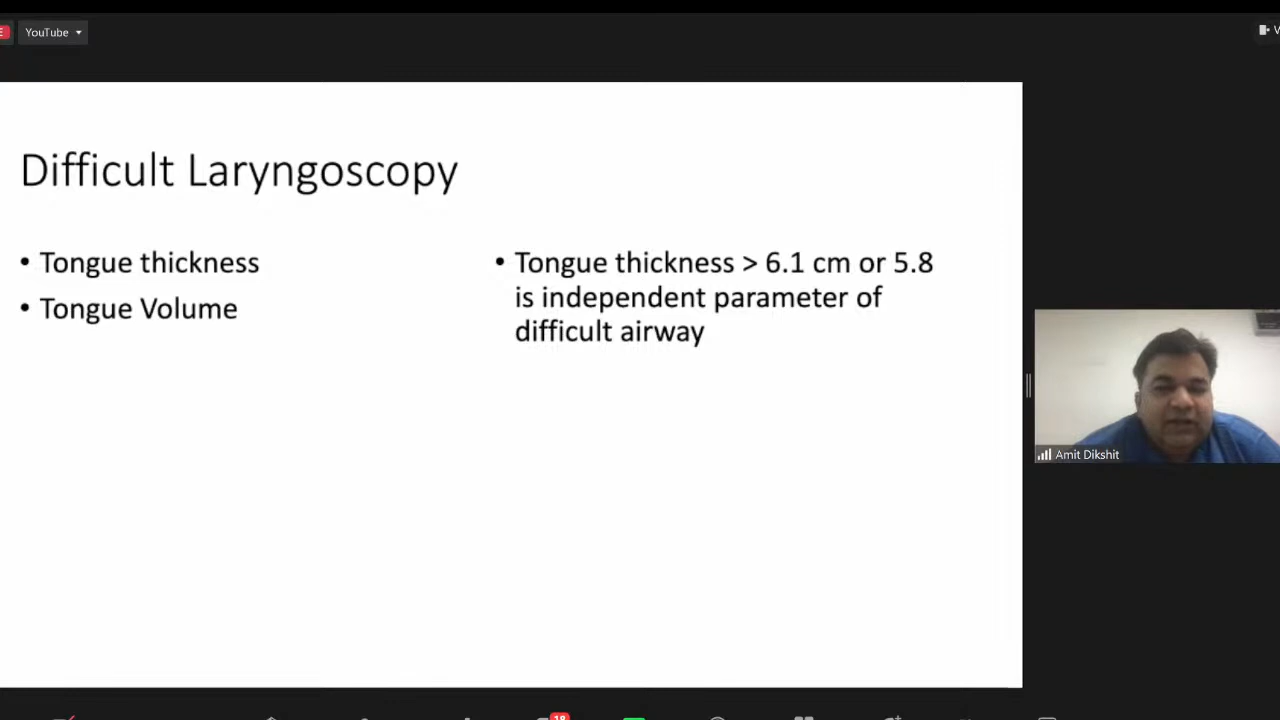 YouTube
Difficult Laryngoscopy
• Tongue thickness
• Tongue Volume
• Tongue thickness > 6.1 cm or 5.8
is independent parameter of
difficult airway
Amit Dikshit
18